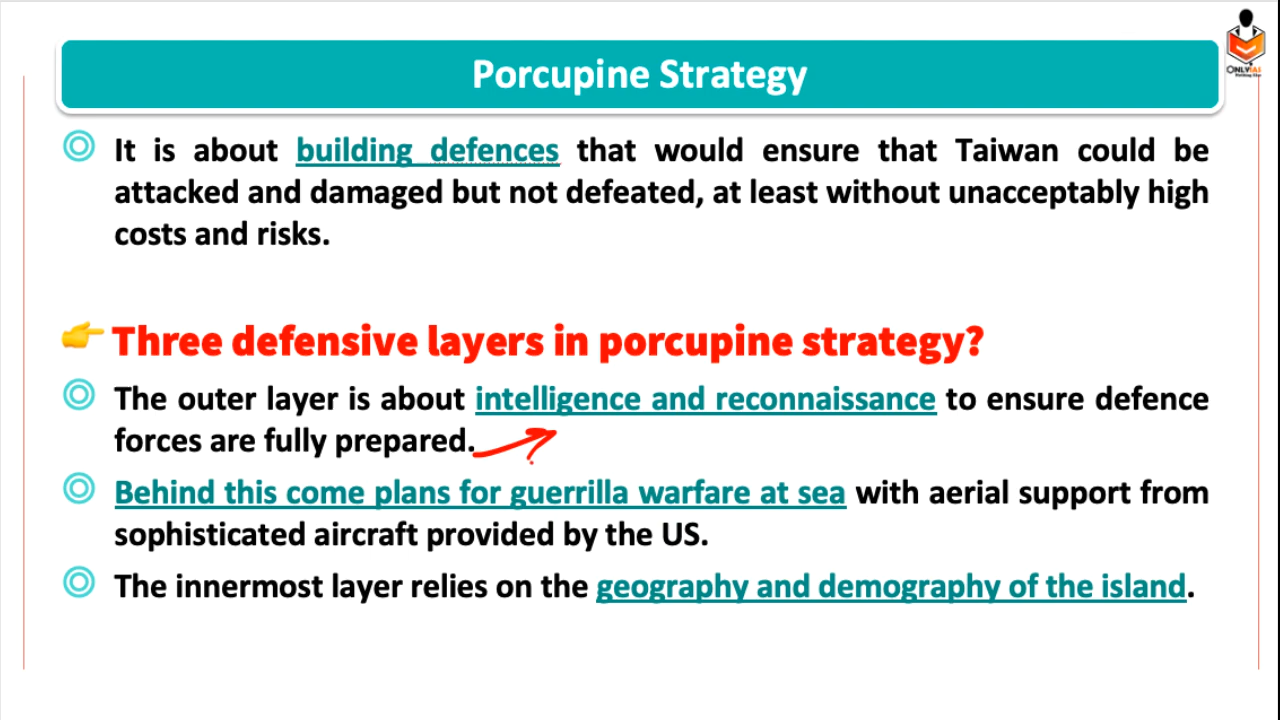 Porcupine Strategy
ONLYIAS
It is about building defences that would ensure that Taiwan could be
attacked and damaged but not defeated, at least without unacceptably high
costs and risks.
Three defensive layers in porcupine strategy?
The outer layer is about intelligence and reconnaissance to ensure defence
forces are fully prepared.
Behind this come plans for guerrilla warfare at sea with aerial support from
sophisticated aircraft provided by the US.
The innermost layer relies on the geography and demography of the island.